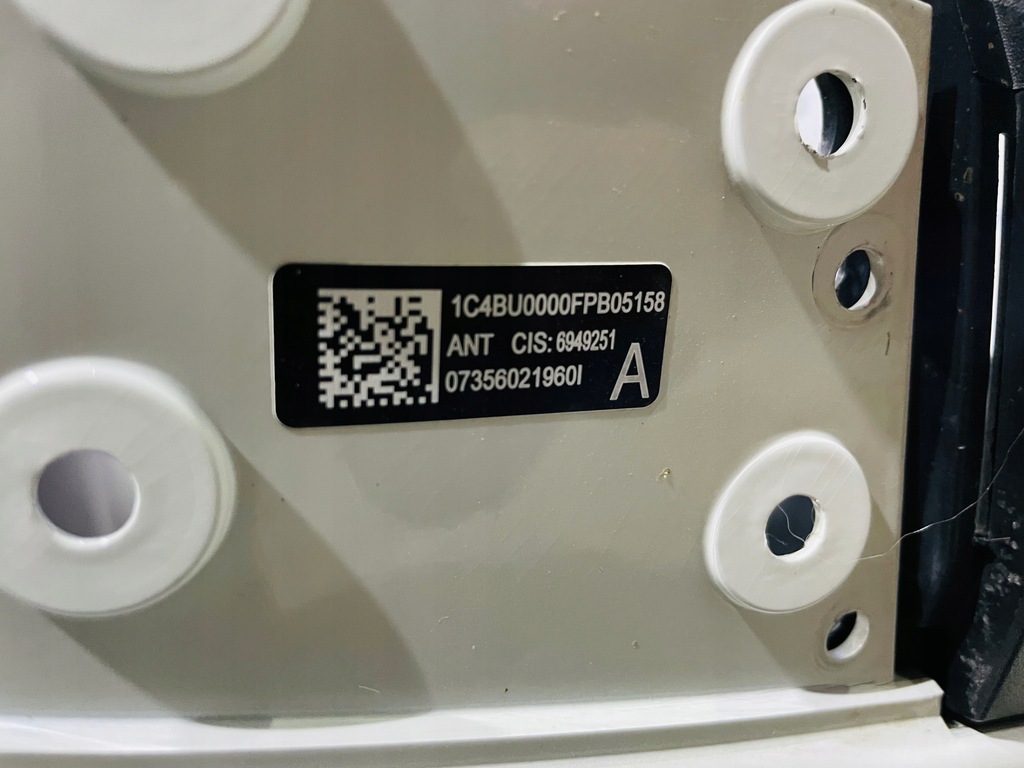 1C4BU0000FPB05158
ANT CIS: 6949251
07356021960I
A